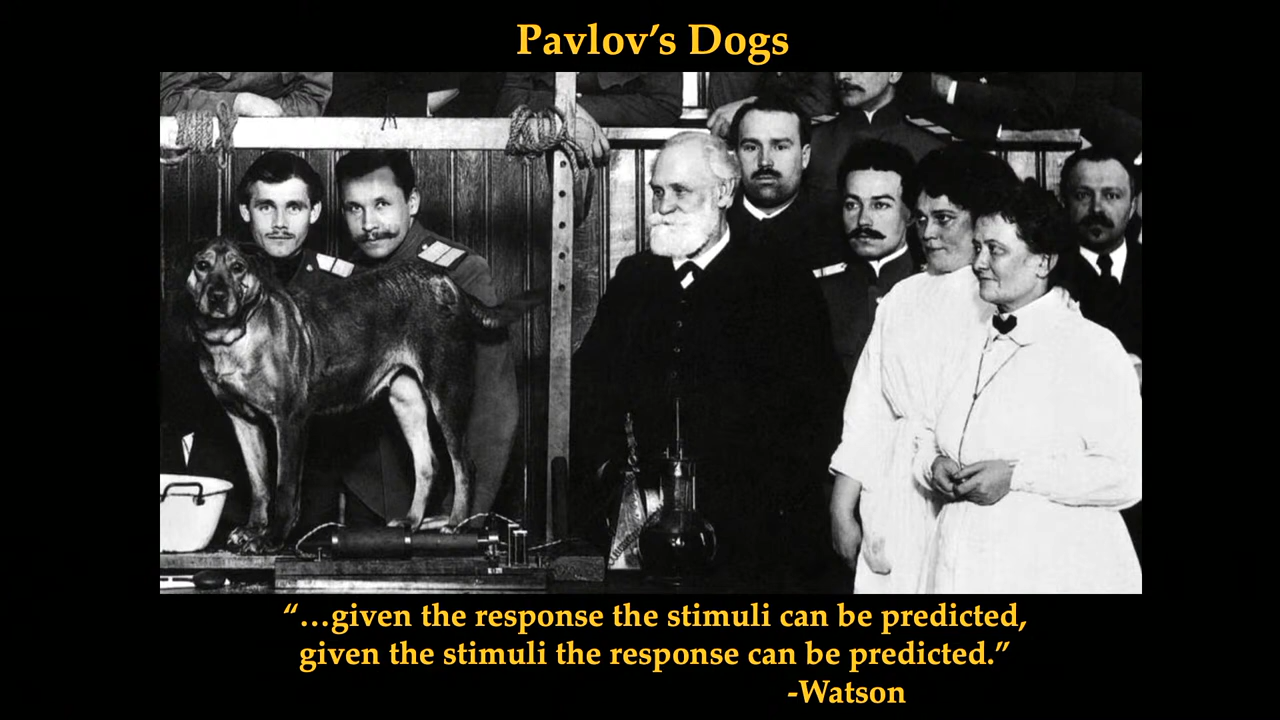 Pavlov’s Dogs
“…given the response the stimuli can be predicted,
given the stimuli the response can be predicted.”
-Watson